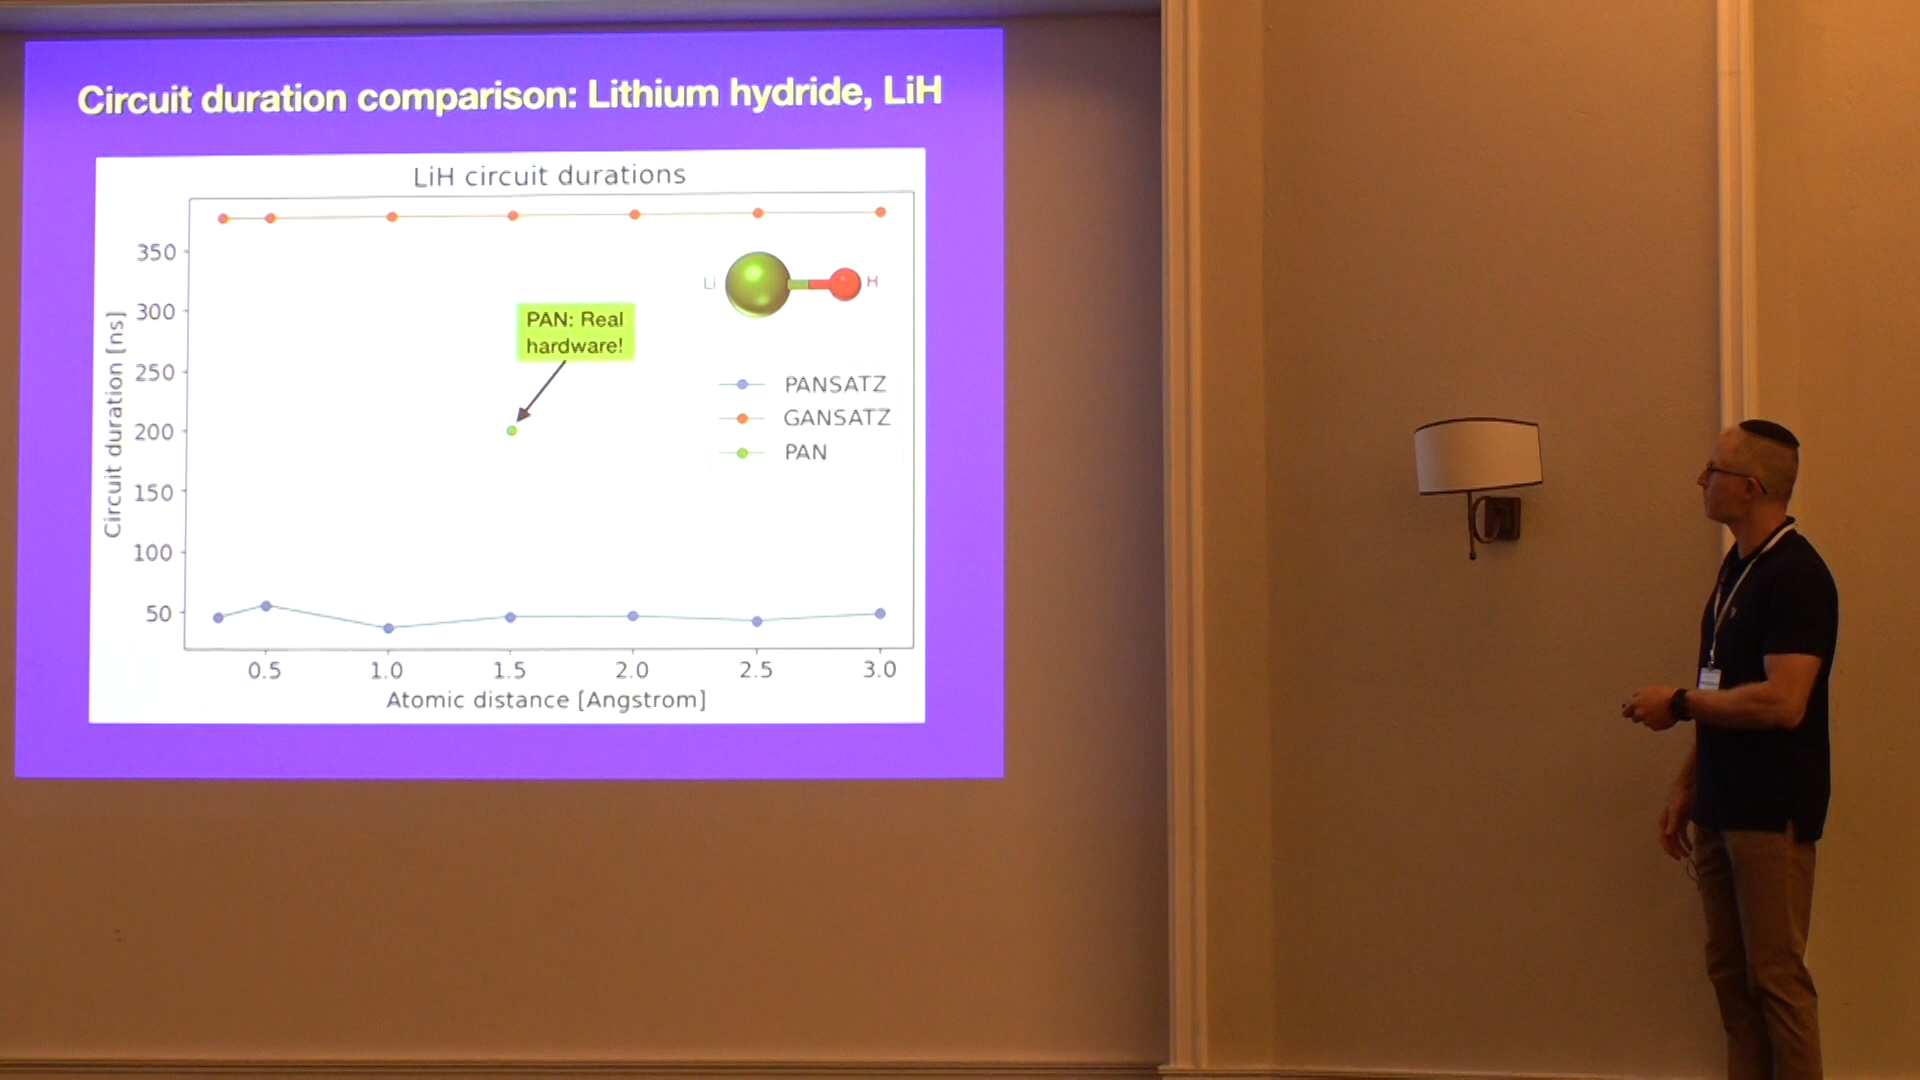 Circuit duration comparison: Lithium hydride, LiH
LiH circuit durations
350
300
250
200
150
100
50
Circuit duration [ns]
Li
H
PAN: Real
hardware!
PANSATZ
GANSATZ
PAN
0.5 1.0 1.5 2.0 2.5 3.0
Atomic distance [Angstrom]